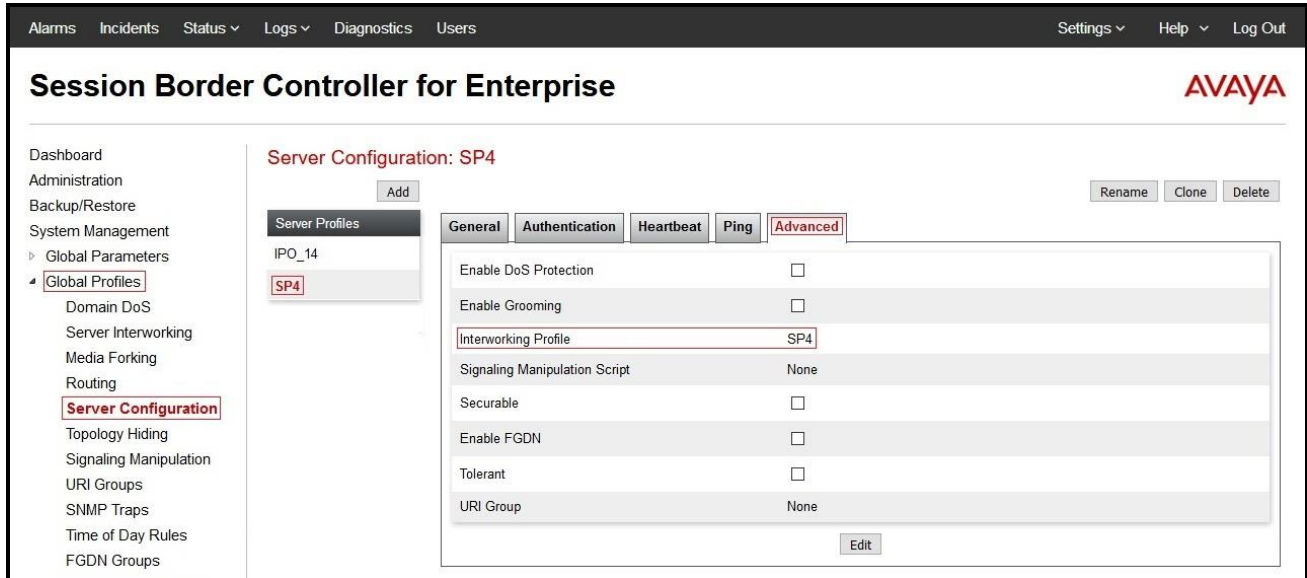 Alarms Incidents Status Logs Diagnostics Users Settings Help Log Out
Session Border Controller for Enterprise
AVAYA
Dashboard
Administration
Backup/Restore
System Management
Global Parameters
Global Profiles
Domain DoS
Server Interworking
Media Forking
Routing
Server Configuration
Topology Hiding
Signaling Manipulation
URI Groups
SNMP Traps
Time of Day Rules
FGDN Groups
Server Configuration: SP4
Add
Rename Clone Delete
Server Profiles
IPO_14
SP4
General Authentication Heartbeat Ping Advanced
Enable DoS Protection
Enable Grooming
Interworking Profile SP4
Signaling Manipulation Script None
Securable
Enable FGDN
Tolerant
URI Group None
Edit